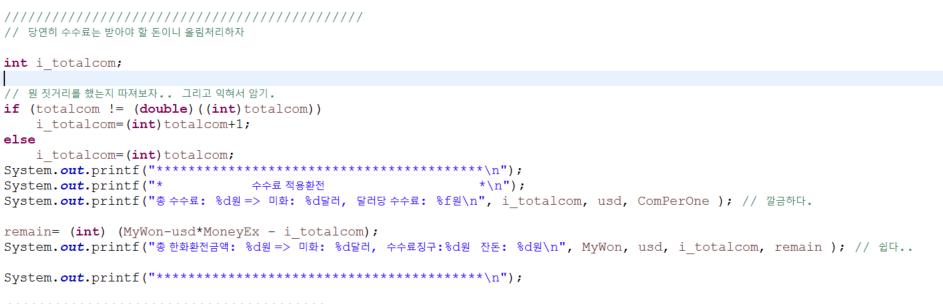 /////////////////////////////////////////////
// 당연히 수수료는 받아야 할 돈이니 올림처리하자
int i_totalcom;
// 뭔 짓거리를 했는지 따져보자.. 그리고 익혀서 암기.
if (totalcom != (double)((int)totalcom))
    i_totalcom=(int)totalcom+1;
else
    i_totalcom=(int)totalcom;
System.out.printf("******************************************\n");
System.out.printf("*             수수료 적용환전                      *\n");
System.out.printf("총 수수료: %d원 => 미화: %d달러, 달러당 수수료: %f원\n", i_totalcom, usd, ComPerOne ); // 깔금하다.
remain= (int) (MyWon-usd*MoneyEx - i_totalcom);
System.out.printf("총 한화환전금액: %d원 => 미화: %d달러, 수수료징구:%d원 잔돈: %d원\n", MyWon, usd, i_totalcom, remain ); // 쉽다..
System.out.printf("******************************************\n");